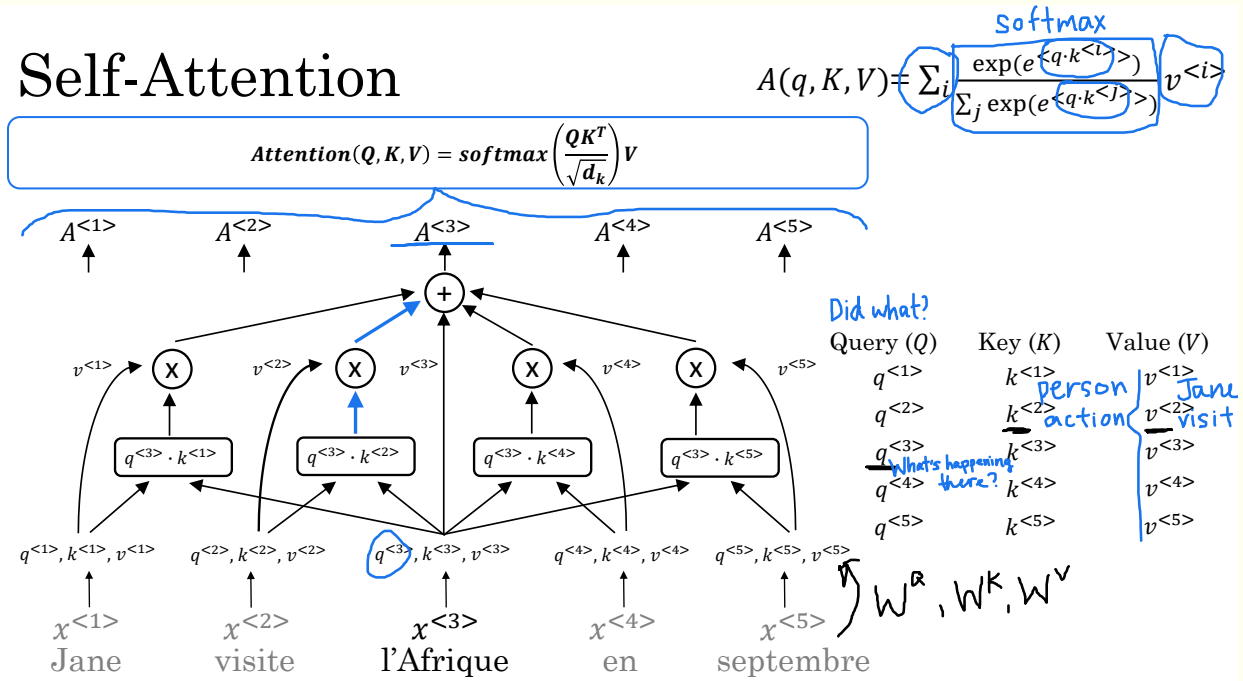 softmax
Self-Attention
A(q, K, V) = ∑_i exp(e^{<q·k^{<i>}>}) / ∑_j exp(e^{<q·k^{<j>}>}) v^{<i>}
Attention(Q, K, V) = softmax(QK^T / √d_k) V
A^{<1>} A^{<2>} A^{<3>} A^{<4>} A^{<5>}
+
Did what?
Query (Q) Key (K) Value (V)
v^{<1>} x v^{<2>} x v^{<3>} x v^{<4>} x v^{<5>}
q^{<1>} k^{<1>} person v^{<1>} Jane
q^{<2>} k^{<2>} action v^{<2>} visit
q^{<3>} k^{<3>} v^{<3>}
What's happening there?
q^{<4>} k^{<4>} v^{<4>}
q^{<5>} k^{<5>} v^{<5>}
q^{<3>} · k^{<1>} q^{<3>} · k^{<2>} q^{<3>} · k^{<4>} q^{<3>} · k^{<5>}
q^{<1>}, k^{<1>}, v^{<1>} q^{<2>}, k^{<2>}, v^{<2>} q^{<3>}, k^{<3>}, v^{<3>} q^{<4>}, k^{<4>}, v^{<4>} q^{<5>}, k^{<5>}, v^{<5>}
W^Q, W^K, W^V
x^{<1>} x^{<2>} x^{<3>} x^{<4>} x^{<5>}
Jane visite l'Afrique en septembre